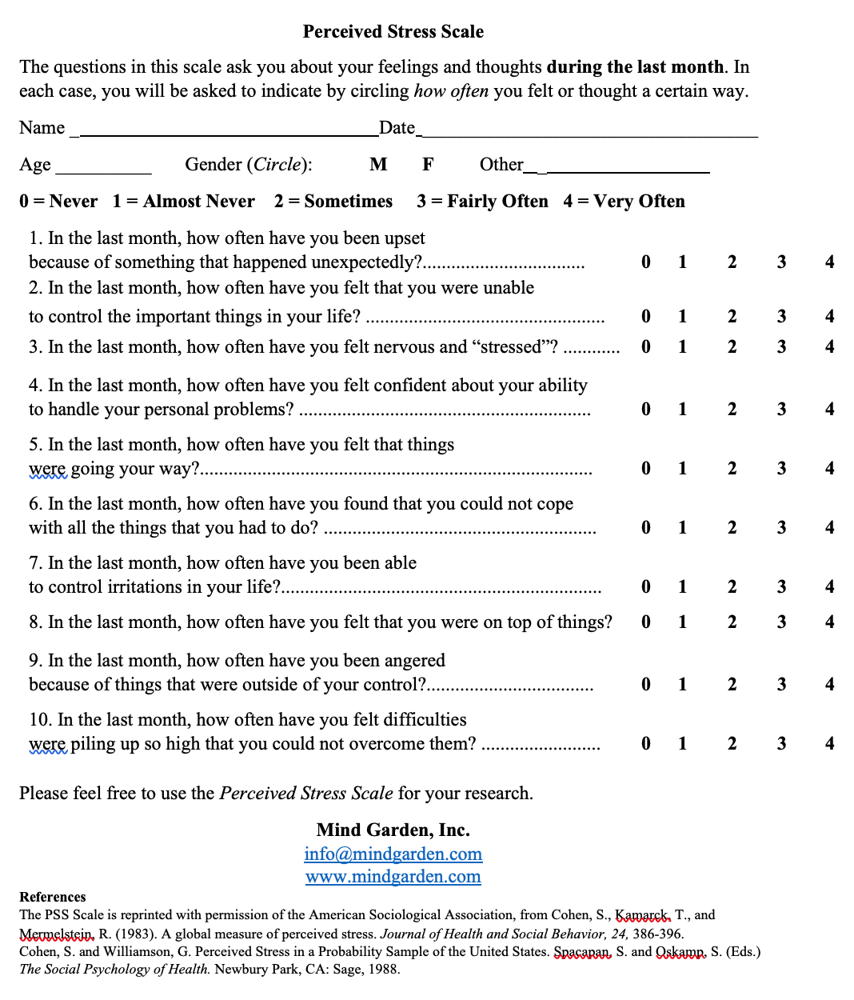 Perceived Stress Scale
The questions in this scale ask you about your feelings and thoughts during the last month. In
each case, you will be asked to indicate by circling how often you felt or thought a certain way.
Name ________________________________Date____________________________________
Age __________ Gender (Circle): M F Other____________________
0 = Never 1 = Almost Never 2 = Sometimes 3 = Fairly Often 4 = Very Often
1. In the last month, how often have you been upset
because of something that happened unexpectedly?.................................. 0 1 2 3 4
2. In the last month, how often have you felt that you were unable
to control the important things in your life? .................................................. 0 1 2 3 4
3. In the last month, how often have you felt nervous and “stressed”? ............ 0 1 2 3 4
4. In the last month, how often have you felt confident about your ability
to handle your personal problems? ............................................................. 0 1 2 3 4
5. In the last month, how often have you felt that things
were going your way?.................................................................................. 0 1 2 3 4
6. In the last month, how often have you found that you could not cope
with all the things that you had to do? ......................................................... 0 1 2 3 4
7. In the last month, how often have you been able
to control irritations in your life?................................................................... 0 1 2 3 4
8. In the last month, how often have you felt that you were on top of things? 0 1 2 3 4
9. In the last month, how often have you been angered
because of things that were outside of your control?................................... 0 1 2 3 4
10. In the last month, how often have you felt difficulties
were piling up so high that you could not overcome them? ......................... 0 1 2 3 4
Please feel free to use the Perceived Stress Scale for your research.
Mind Garden, Inc.
info@mindgarden.com
www.mindgarden.com
References
The PSS Scale is reprinted with permission of the American Sociological Association, from Cohen, S., Kamarck, T., and
Mermelstein, R. (1983). A global measure of perceived stress. Journal of Health and Social Behavior, 24, 386-396.
Cohen, S. and Williamson, G. Perceived Stress in a Probability Sample of the United States. Spacapan, S. and Oskamp, S. (Eds.)
The Social Psychology of Health. Newbury Park, CA: Sage, 1988.